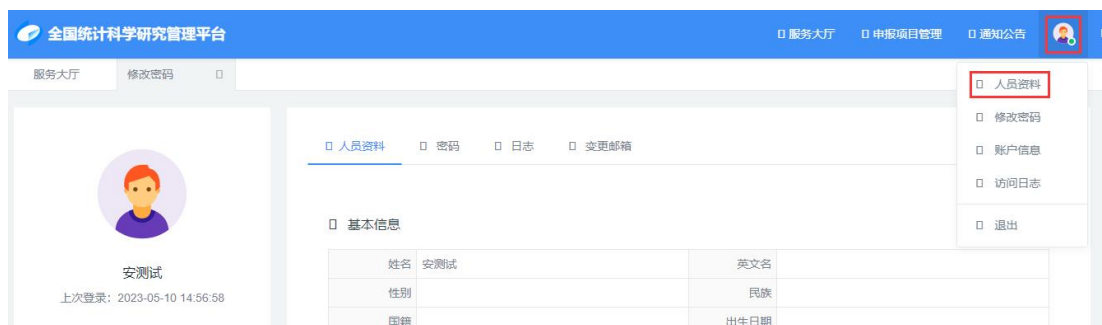 全国统计科学研究管理平台 服务大厅 申报项目管理 通知公告
服务大厅 修改密码
人员资料
修改密码
账户信息
访问日志
退出
人员资料 密码 日志 变更邮箱
基本信息
姓名 安测试 英文名
性别 民族
国籍 出生日期
安测试
上次登录：2023-05-10 14:56:58